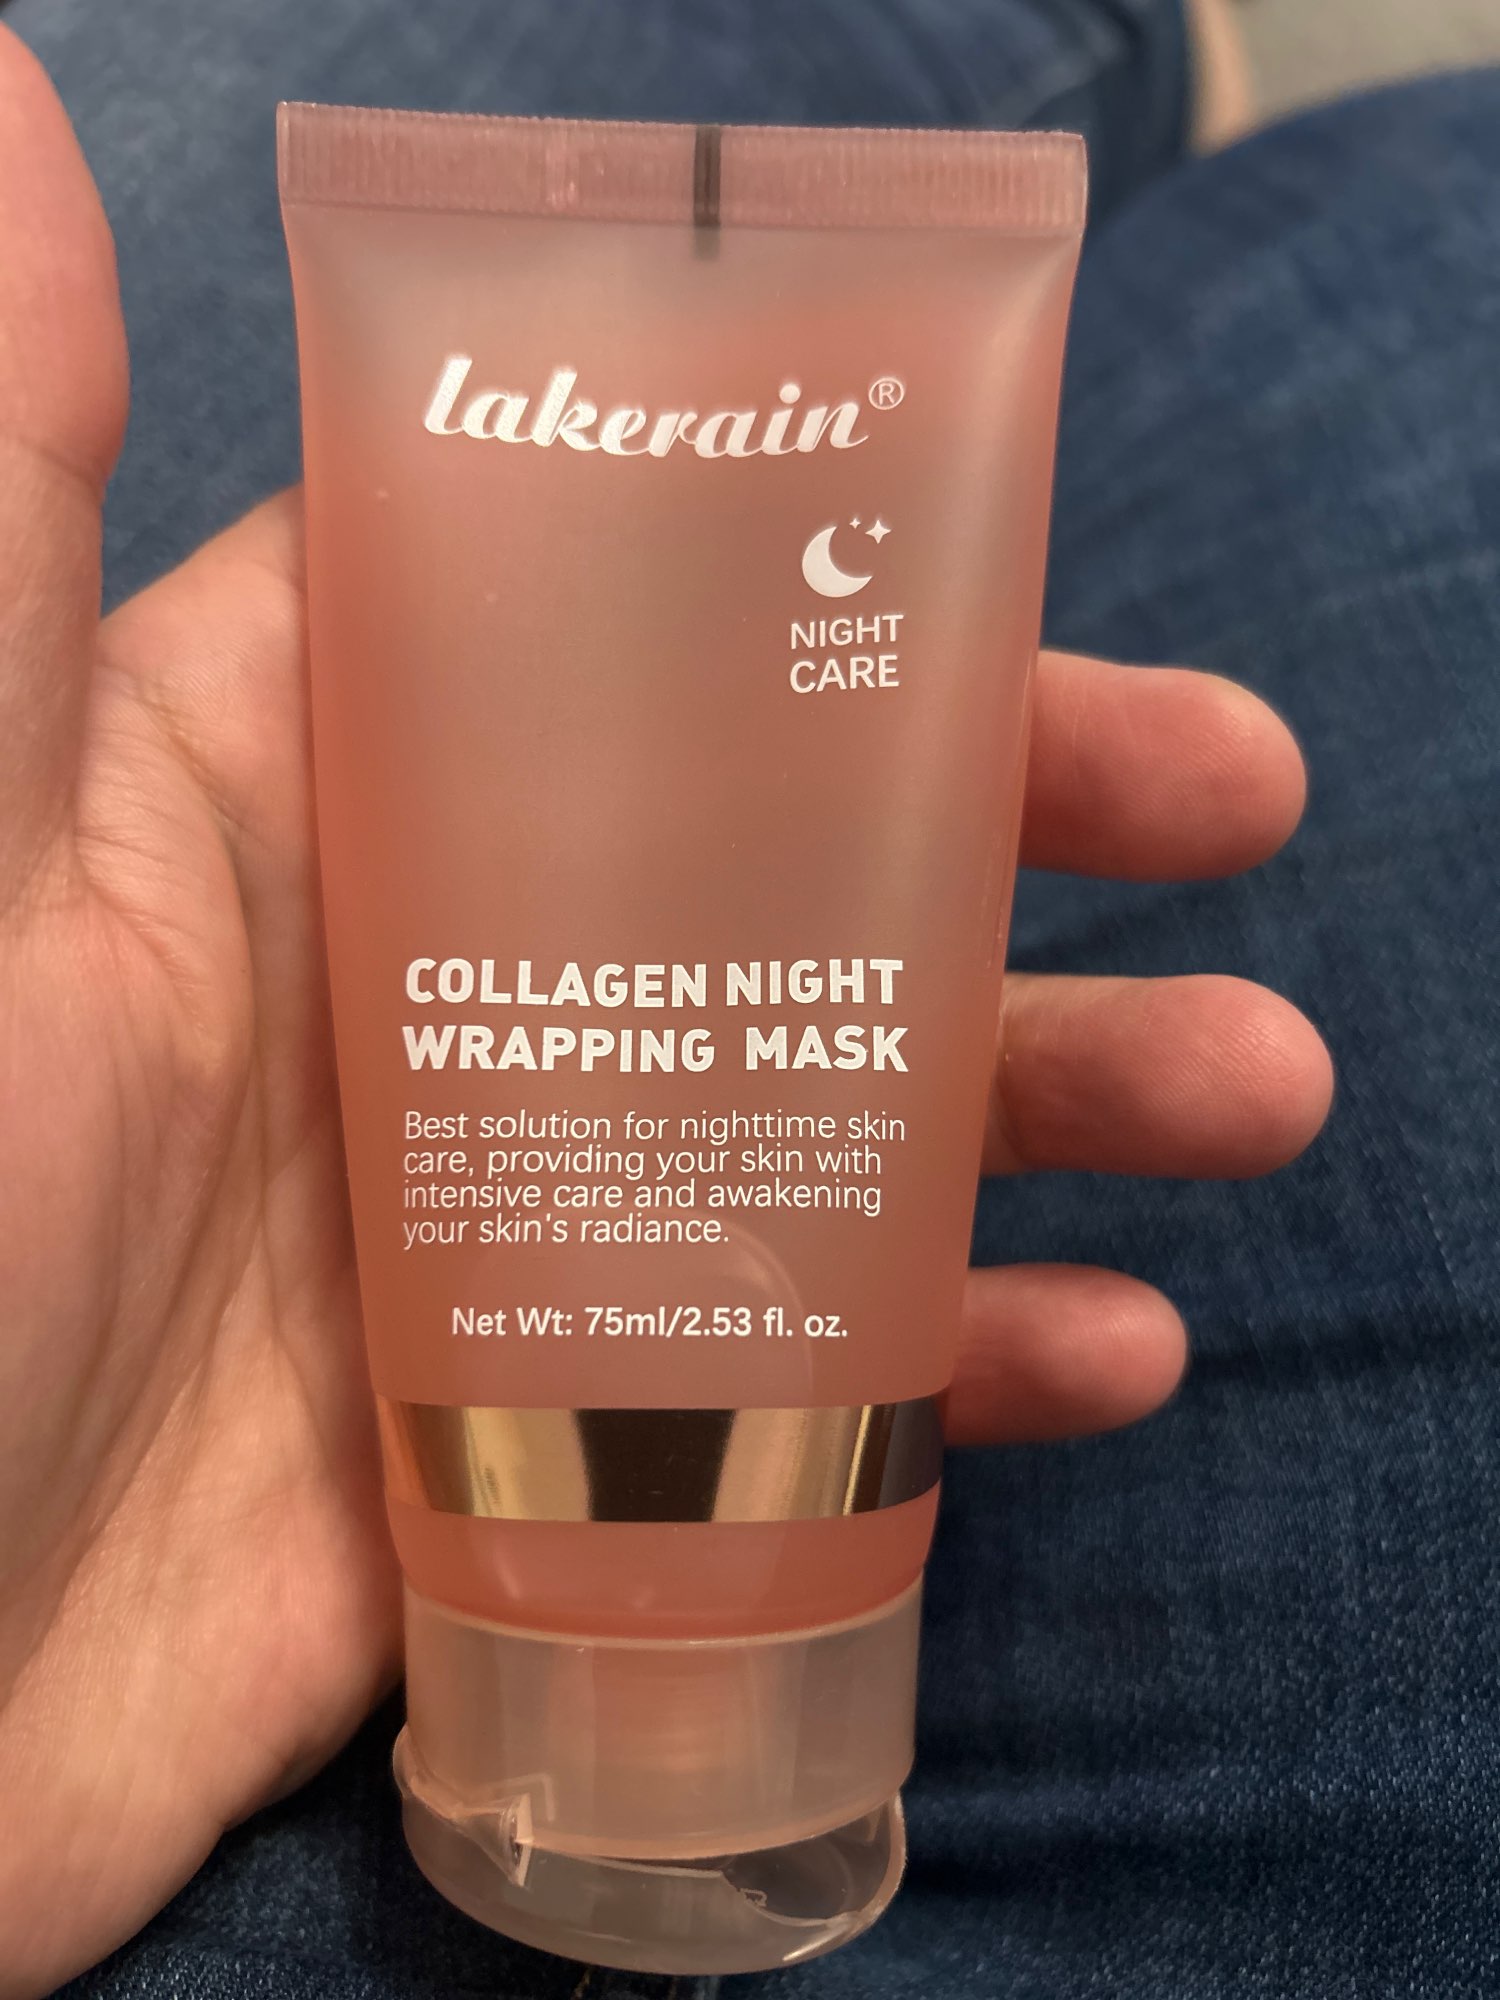 lakerain®
NIGHT
CARE
COLLAGEN NIGHT
WRAPPING MASK
Best solution for nighttime skin
care, providing your skin with
intensive care and awakening
your skin's radiance.
Net Wt: 75ml/2.53 fl. oz.